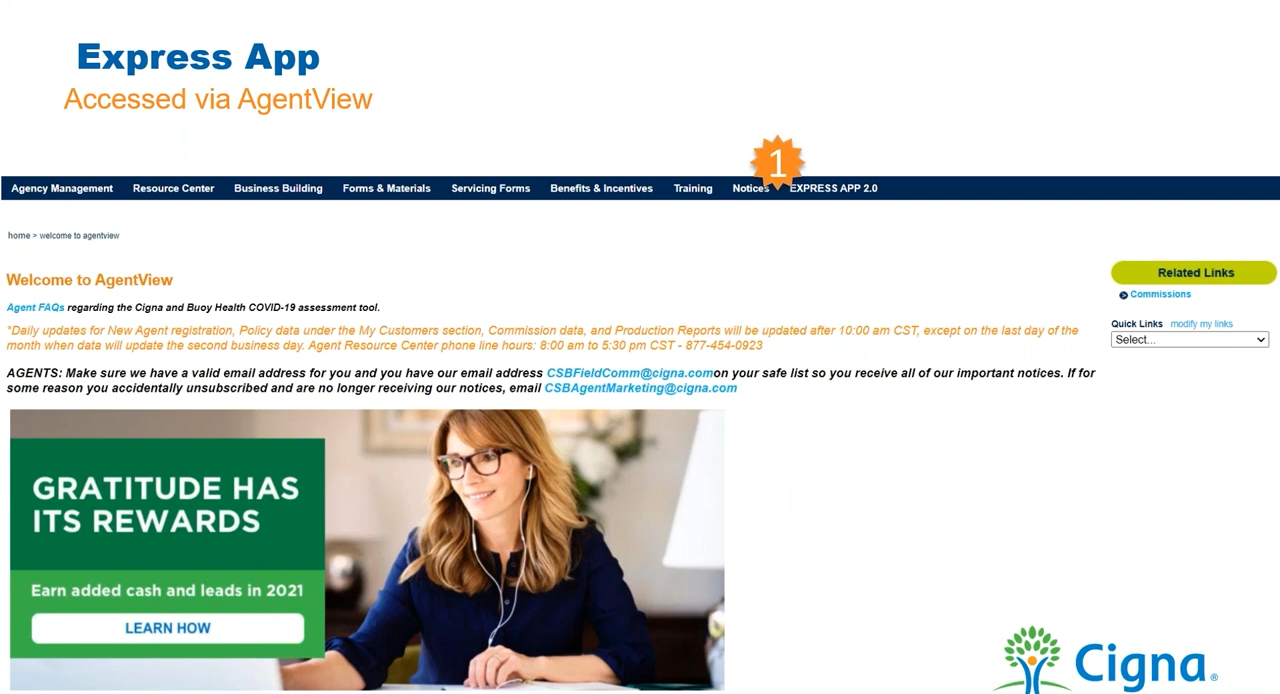 Express App
Accessed via AgentView
1
Agency Management Resource Center Business Building Forms & Materials Servicing Forms Benefits & Incentives Training Notices EXPRESS APP 2.0
home > welcome to agentview
Welcome to AgentView
Related Links
Commissions
Agent FAQs regarding the Cigna and Buoy Health COVID-19 assessment tool.
Quick Links modify my links
Select...
*Daily updates for New Agent registration, Policy data under the My Customers section, Commission data, and Production Reports will be updated after 10:00 am CST, except on the last day of the
month when data will update the second business day. Agent Resource Center phone line hours: 8:00 am to 5:30 pm CST - 877-454-0923
AGENTS: Make sure we have a valid email address for you and you have our email address CSBFieldComm@cigna.comon your safe list so you receive all of our important notices. If for
some reason you accidentally unsubscribed and are no longer receiving our notices, email CSBAgentMarketing@cigna.com
GRATITUDE HAS
ITS REWARDS
Earn added cash and leads in 2021
LEARN HOW
Cigna®